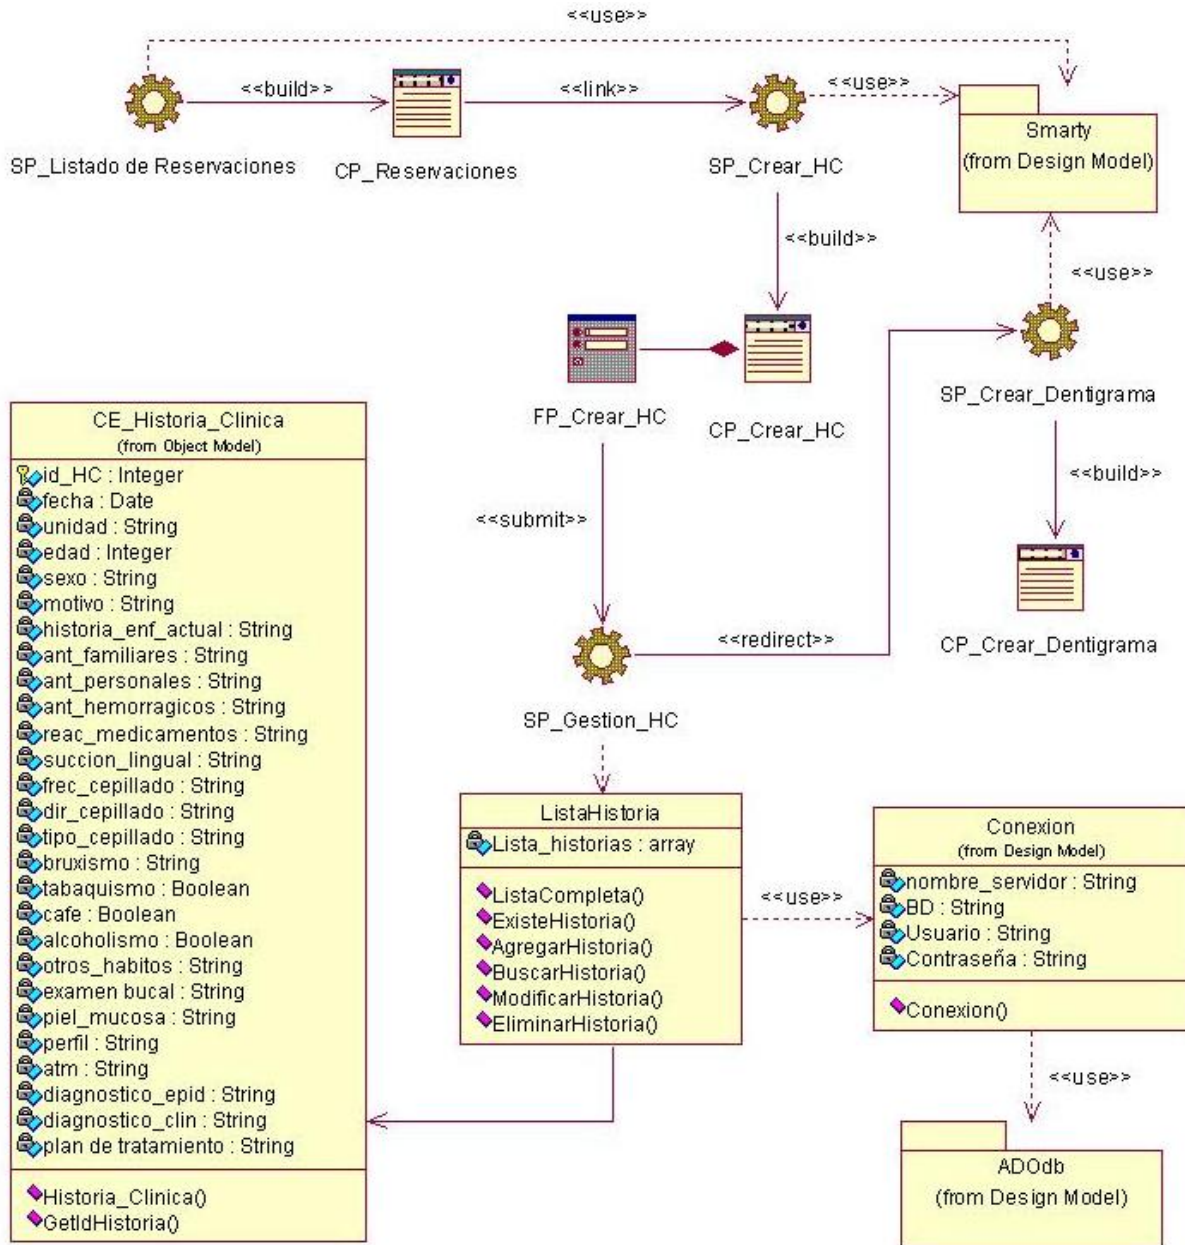 <<use>>
<<build>>
<<link>>
<<use>>
SP_Listado de Reservaciones
CP_Reservaciones
SP_Crear_HC
Smarty
(from Design Model)
<<build>>
<<use>>
FP_Crear_HC
CP_Crear_HC
SP_Crear_Dentigrama
<<submit>>
<<build>>
<<redirect>>
CP_Crear_Dentigrama
SP_Gestion_HC
CE_Historia_Clinica
(from Object Model)
id_HC : Integer
fecha : Date
unidad : String
edad : Integer
sexo : String
motivo : String
historia_enf_actual : String
ant_familiares : String
ant_personales : String
ant_hemorragicos : String
reac_medicamentos : String
succion_lingual : String
frec_cepillado : String
dir_cepillado : String
tipo_cepillado : String
bruxismo : String
tabaquismo : Boolean
cafe : Boolean
alcoholismo : Boolean
otros_habitos : String
examen bucal : String
piel_mucosa : String
perfil : String
atm : String
diagnostico_epid : String
diagnostico_clin : String
plan de tratamiento : String
Historia_Clinica()
GetIdHistoria()
ListaHistoria
Lista_historias : array
ListaCompleta()
ExisteHistoria()
AgregarHistoria()
BuscarHistoria()
ModificarHistoria()
EliminarHistoria()
<<use>>
Conexion
(from Design Model)
nombre_servidor : String
BD : String
Usuario : String
Contraseña : String
Conexion()
<<use>>
ADOdb
(from Design Model)